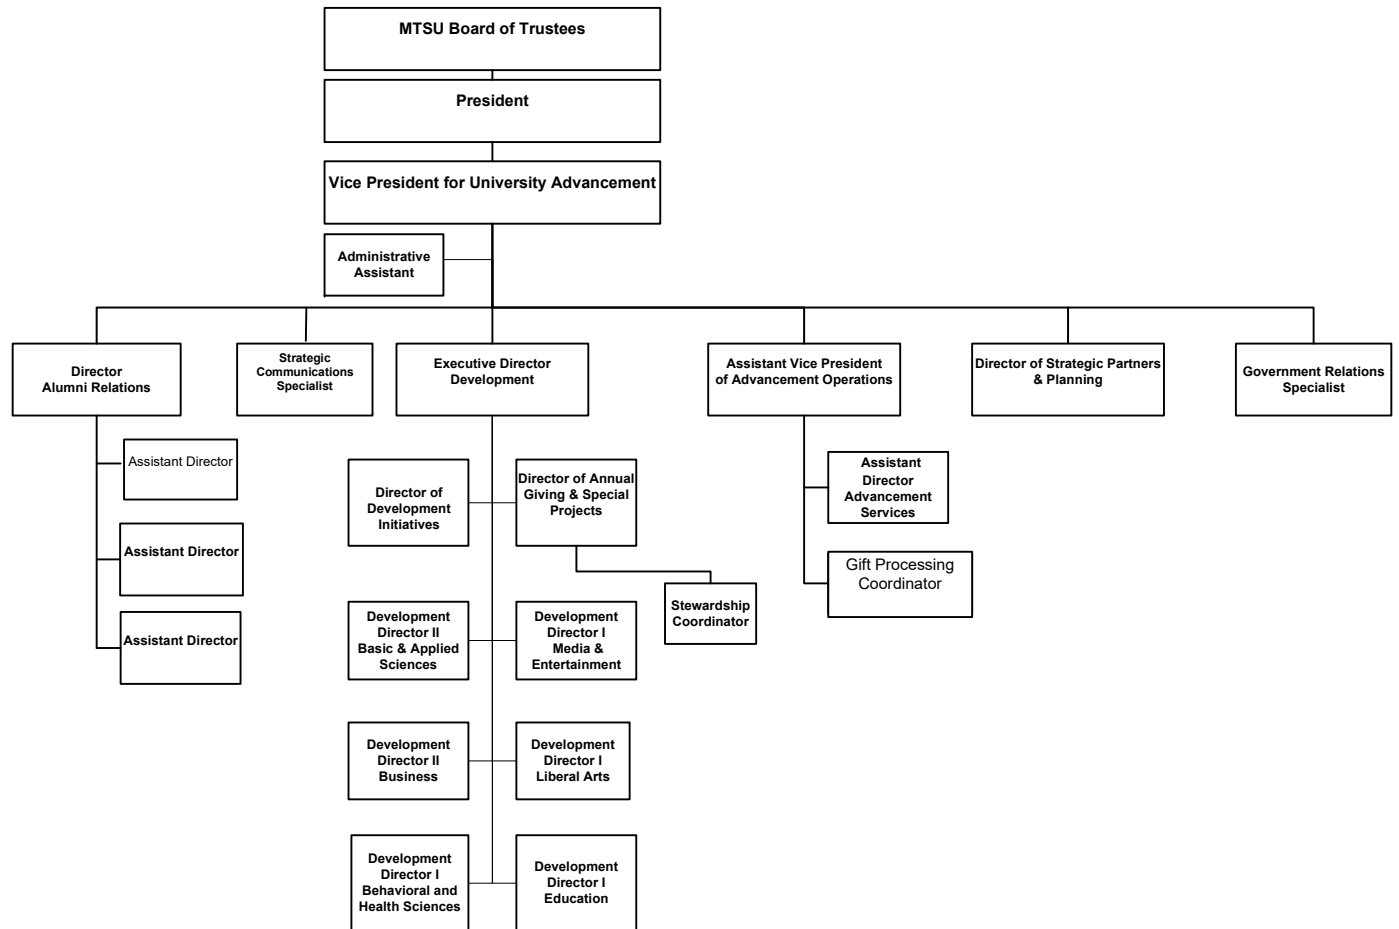 MTSU Board of Trustees
President
Vice President for University Advancement
Administrative
Assistant
Director
Alumni Relations
Strategic
Communications
Specialist
Executive Director
Development
Assistant Vice President
of Advancement Operations
Director of Strategic Partners
& Planning
Government Relations
Specialist
Assistant Director
Assistant Director
Assistant Director
Director of
Development
Initiatives
Director of Annual
Giving & Special
Projects
Stewardship
Coordinator
Development
Director II
Basic & Applied
Sciences
Development
Director I
Media &
Entertainment
Development
Director II
Business
Development
Director I
Liberal Arts
Development
Director I
Behavioral and
Health Sciences
Development
Director I
Education
Assistant
Director
Advancement
Services
Gift Processing
Coordinator